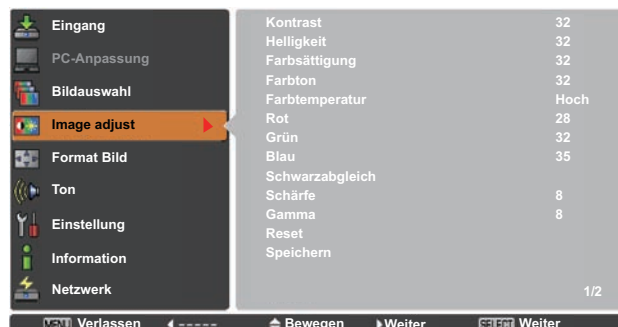 Eingang
PC-Anpassung
Bildauswahl
Image adjust
Format Bild
Ton
Einstellung
Information
Netzwerk
Kontrast 32
Helligkeit 32
Farbsättigung 32
Farbton 32
Farbtemperatur Hoch
Rot 28
Grün 32
Blau 35
Schwarzabgleich
Schärfe 8
Gamma 8
Reset
Speichern
1/2
MENU Verlassen ----- Bewegen Weiter SELECT Weiter